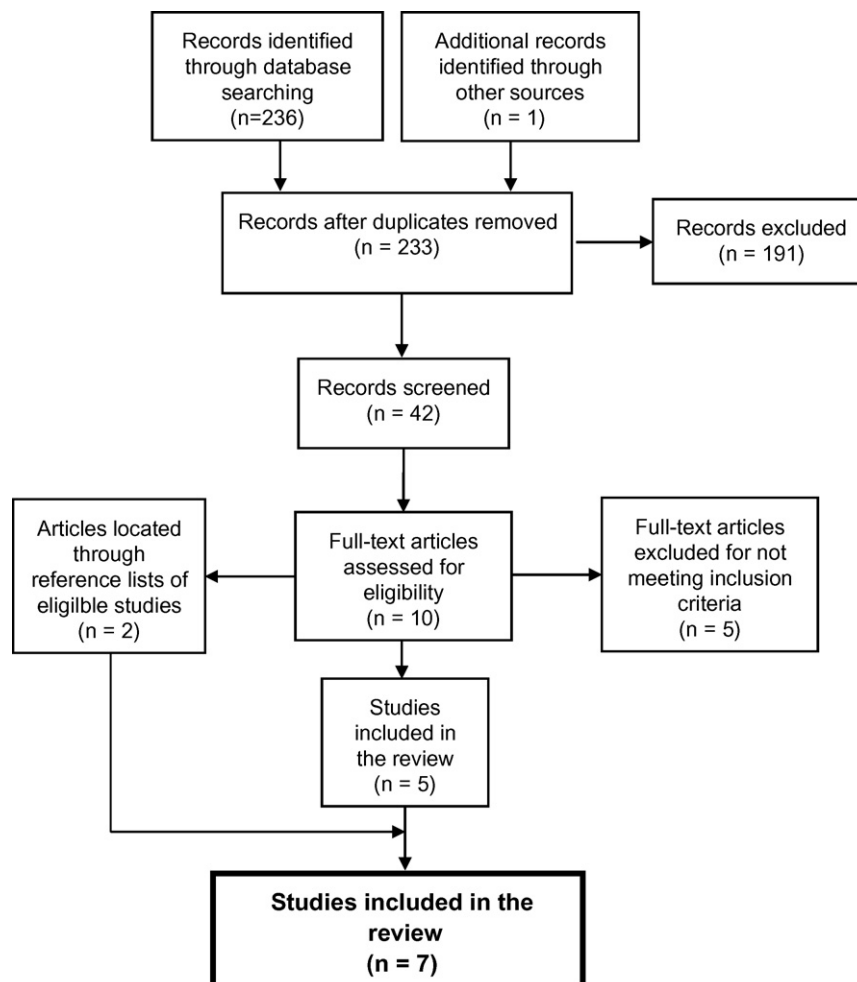 Records identified
through database
searching
(n=236)
Additional records
identified through
other sources
(n = 1)
Records after duplicates removed
(n = 233)
Records excluded
(n = 191)
Records screened
(n = 42)
Articles located
through
reference lists of
eligilble studies
(n = 2)
Full-text articles
assessed for
eligibility
(n = 10)
Full-text articles
excluded for not
meeting inclusion
criteria
(n = 5)
Studies
included in
the review
(n = 5)
Studies included in the
review
(n = 7)